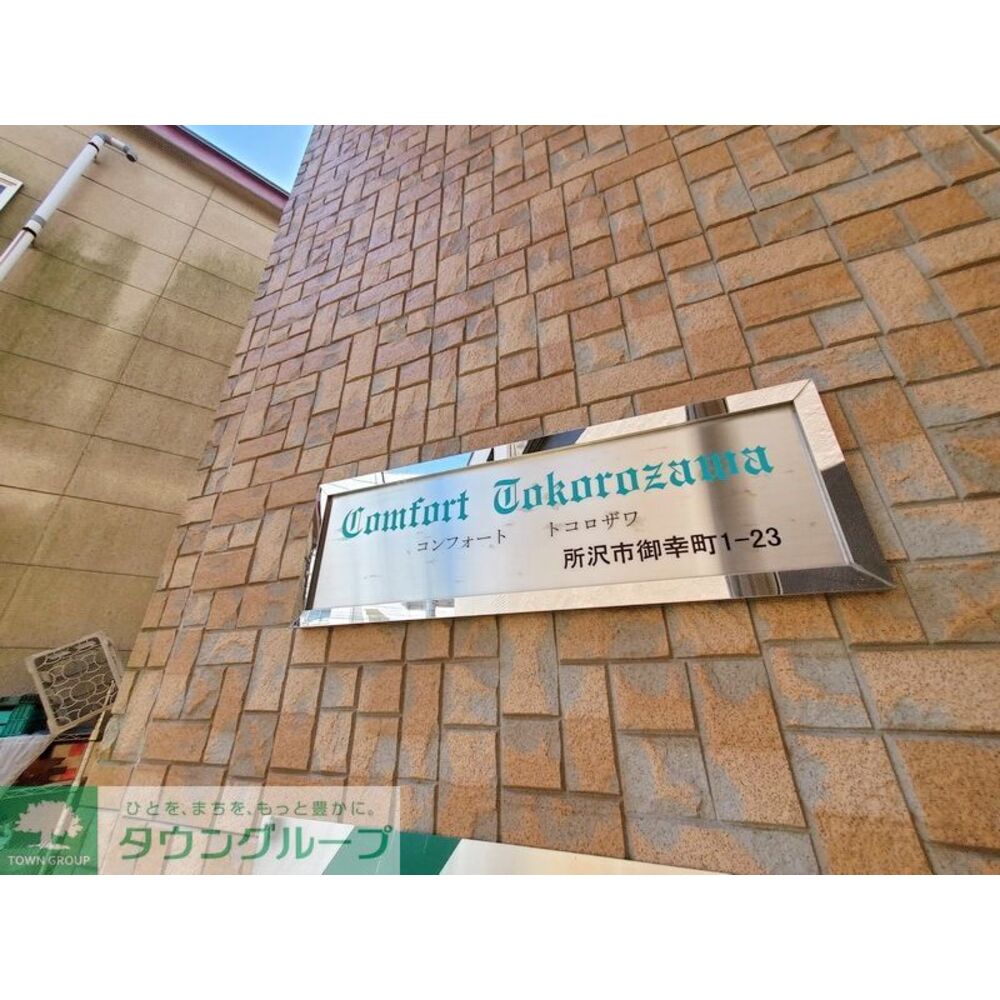 Comfort Tokorozawa
コンフォート トコロザワ
所沢市御幸町1-23
ひとを、まちを、もっと豊かに。
タウングループ
TOWN GROUP